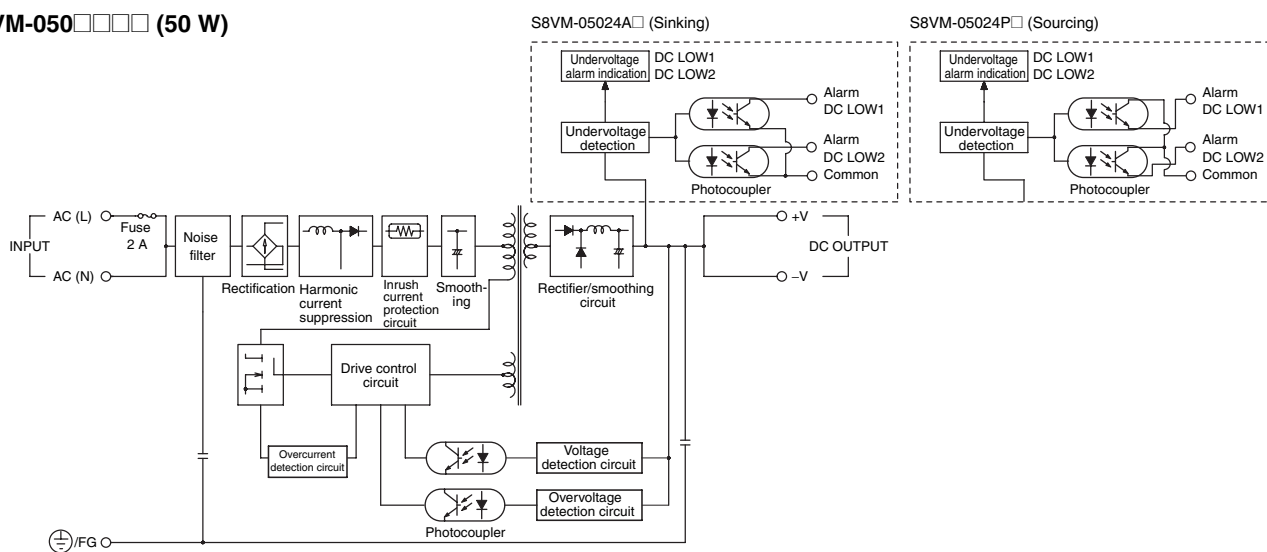 VM-050□□□□ (50 W)
S8VM-05024A□ (Sinking)
S8VM-05024P□ (Sourcing)
Undervoltage
alarm indication
DC LOW1
DC LOW2
Undervoltage
detection
Photocoupler
Alarm
DC LOW1
Alarm
DC LOW2
Common
Undervoltage
alarm indication
DC LOW1
DC LOW2
Undervoltage
detection
Photocoupler
Alarm
DC LOW1
Alarm
DC LOW2
Common
INPUT
AC (L)
AC (N)
Fuse
2 A
Noise
filter
Rectification
Harmonic
current
suppression
Inrush
current
protection
circuit
Smooth-
ing
Rectifier/smoothing
circuit
+V
DC OUTPUT
–V
Drive control
circuit
Overcurrent
detection circuit
Voltage
detection circuit
Overvoltage
detection circuit
Photocoupler
/FG